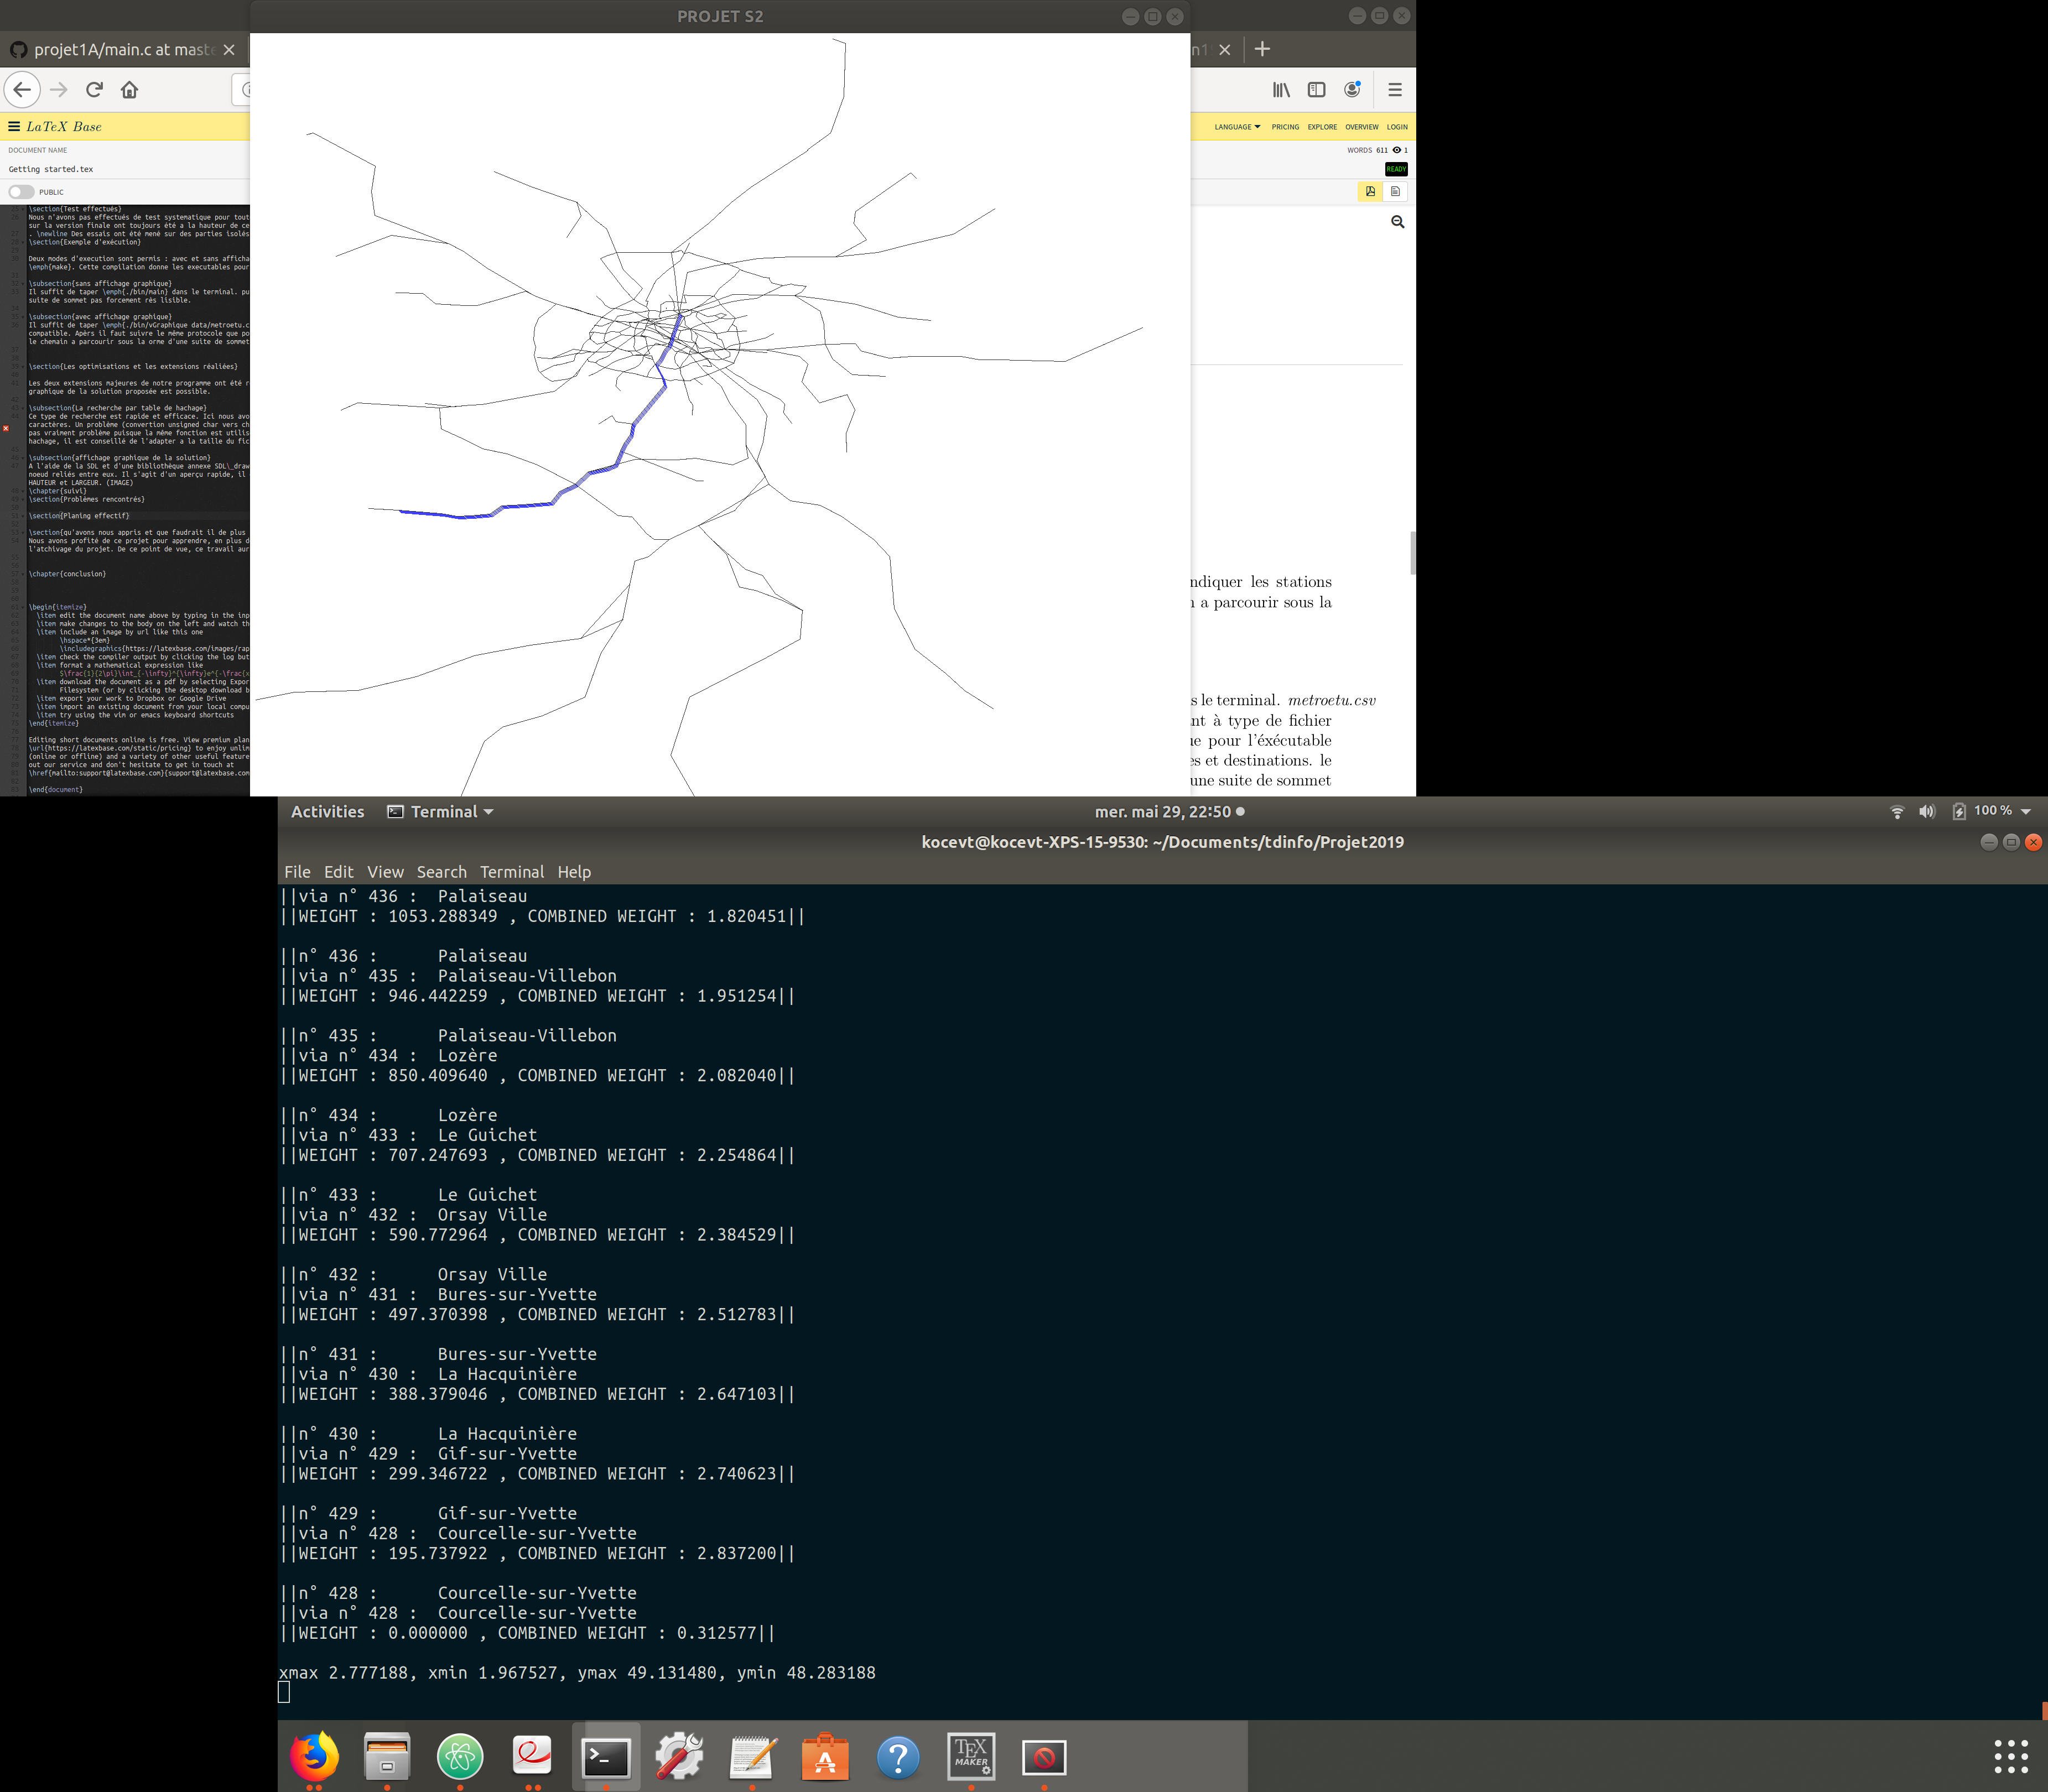 PROJET S2
projet1A/main.c at maste
n1
LaTeX Base
LANGUAGE PRICING EXPLORE OVERVIEW LOGIN
DOCUMENT NAME
WORDS 611 1
Getting started.tex
READY
PUBLIC
\section{Test effectués}
Nous n'avons pas effectués de test systematique pour tout
sur la version finale ont toujours été a la hauteur de ce
. \newline Des essais ont été mené sur des parties isolés
\section{Exemple d'exécution}
Deux modes d'execution sont permis : avec et sans afficha
\emph{make}. Cette compilation donne les executables pour
\subsection{sans affichage graphique}
Il suffit de taper \emph{./bin/main} dans le terminal. pu
suite de sommet pas forcement rès lisible.
\subsection{avec affichage graphique}
Il suffit de taper \emph{./bin/vGraphique data/metroetu.c
compatible. Apèrs il faut suivre le même protocole que po
le chemain a parcourir sous la orme d'une suite de sommet
\section{Les optimisations et les extensions réaliées}
Les deux extensions majeures de notre programme ont été r
graphique de la solution proposée est possible.
\subsection{La recherche par table de hachage}
Ce type de recherche est rapide et efficace. Ici nous avo
caractères. Un problème (convertion unsigned char vers ch
pas vraiment problème puisque la même fonction est utilis
hachage, il est conseillé de l'adapter a la taille du fic
\subsection{affichage graphique de la solution}
A l'aide de la SDL et d'une bibliothèque annexe SDL\_draw
noeud reliés entre eux. Il s'agit d'un aperçu rapide, il
HAUTEUR et LARGEUR. (IMAGE)
\chapter{suivi}
\section{Problèmes rencontrés}
\section{Planing effectif}
\section{qu'avons nous appris et que faudrait il de plus
Nous avons profité de ce projet pour apprendre, en plus d
l'atchivage du projet. De ce point de vue, ce travail aur
\chapter{conclusion}
\begin{itemize}
\item edit the document name above by typing in the inp
\item make changes to the body on the left and watch th
\item include an image by url like this one
\hspace*{3em}
\includegraphics{https://latexbase.com/images/rap
\item check the compiler output by clicking the log but
\item format a mathematical expression like
$\frac{1}{2\pi}\int_{-\infty}^{\infty}e^{-\frac{x
\item download the document as a pdf by selecting Expor
Filesystem (or by clicking the desktop download b
\item export your work to Dropbox or Google Drive
\item import an existing document from your local compu
\item try using the vim or emacs keyboard shortcuts
\end{itemize}
Editing short documents online is free. View premium plan
\url{https://latexbase.com/static/pricing} to enjoy unlim
(online or offline) and a variety of other useful feature
out our service and don't hesitate to get in touch at
\href{mailto:support@latexbase.com}{support@latexbase.com
\end{document}
ndiquer les stations
n a parcourir sous la
s le terminal. metroetu.csv
nt à type de fichier
ue pour l'éxécutable
es et destinations. le
une suite de sommet
Activities Terminal mer. mai 29, 22:50 100 %
kocevt@kocevt-XPS-15-9530: ~/Documents/tdinfo/Projet2019
File Edit View Search Terminal Help
||via n° 436 : Palaiseau
||WEIGHT : 1053.288349 , COMBINED WEIGHT : 1.820451||
||n° 436 : Palaiseau
||via n° 435 : Palaiseau-Villebon
||WEIGHT : 946.442259 , COMBINED WEIGHT : 1.951254||
||n° 435 : Palaiseau-Villebon
||via n° 434 : Lozère
||WEIGHT : 850.409640 , COMBINED WEIGHT : 2.082040||
||n° 434 : Lozère
||via n° 433 : Le Guichet
||WEIGHT : 707.247693 , COMBINED WEIGHT : 2.254864||
||n° 433 : Le Guichet
||via n° 432 : Orsay Ville
||WEIGHT : 590.772964 , COMBINED WEIGHT : 2.384529||
||n° 432 : Orsay Ville
||via n° 431 : Bures-sur-Yvette
||WEIGHT : 497.370398 , COMBINED WEIGHT : 2.512783||
||n° 431 : Bures-sur-Yvette
||via n° 430 : La Hacquinière
||WEIGHT : 388.379046 , COMBINED WEIGHT : 2.647103||
||n° 430 : La Hacquinière
||via n° 429 : Gif-sur-Yvette
||WEIGHT : 299.346722 , COMBINED WEIGHT : 2.740623||
||n° 429 : Gif-sur-Yvette
||via n° 428 : Courcelle-sur-Yvette
||WEIGHT : 195.737922 , COMBINED WEIGHT : 2.837200||
||n° 428 : Courcelle-sur-Yvette
||via n° 428 : Courcelle-sur-Yvette
||WEIGHT : 0.000000 , COMBINED WEIGHT : 0.312577||
xmax 2.777188, xmin 1.967527, ymax 49.131480, ymin 48.283188
TEX
MAKER